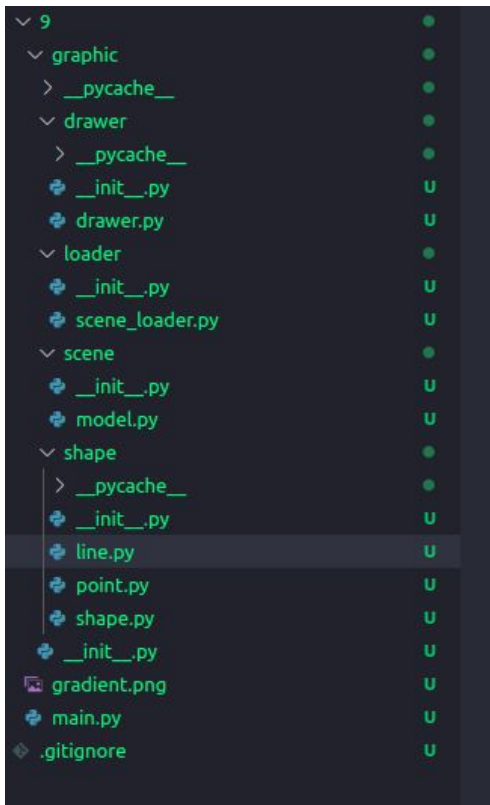 9
graphic
__pycache__
drawer
__pycache__
__init__.py U
drawer.py U
loader
__init__.py U
scene_loader.py U
scene
__init__.py U
model.py U
shape
__pycache__
__init__.py U
line.py U
point.py U
shape.py U
__init__.py U
gradient.png U
main.py U
.gitignore U